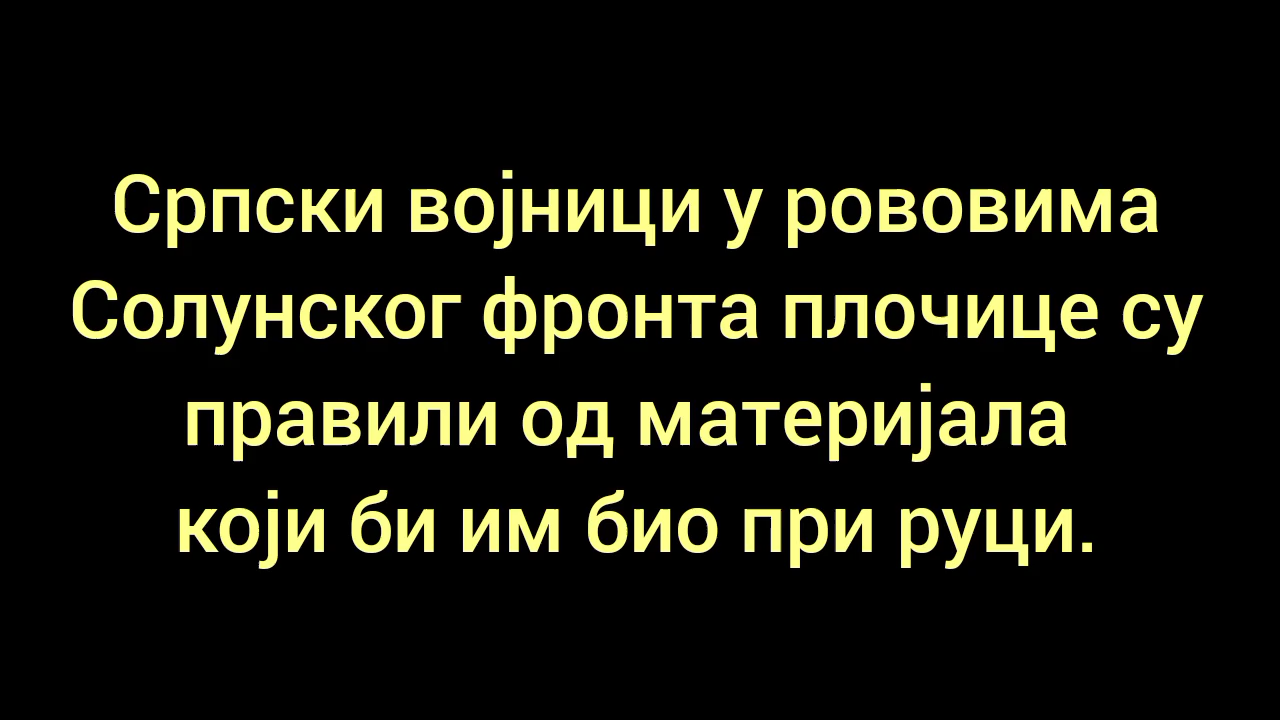 Српски војници у рововима
Солунског фронта плочице су
правили од материјала
који би им био при руци.